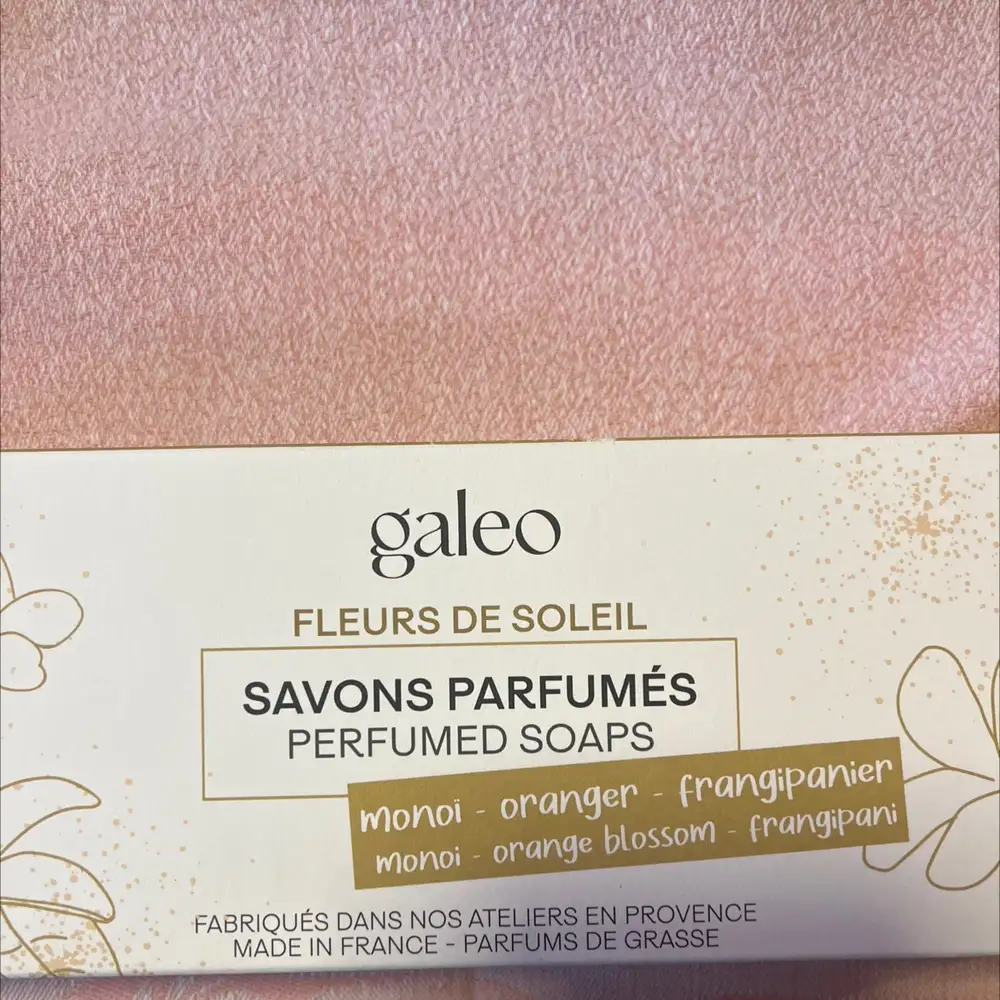 galeo
FLEURS DE SOLEIL
SAVONS PARFUMÉS
PERFUMED SOAPS
monoï - oranger - frangipanier
monoi - orange blossom - frangipani
FABRIQUÉS DANS NOS ATELIERS EN PROVENCE
MADE IN FRANCE - PARFUMS DE GRASSE